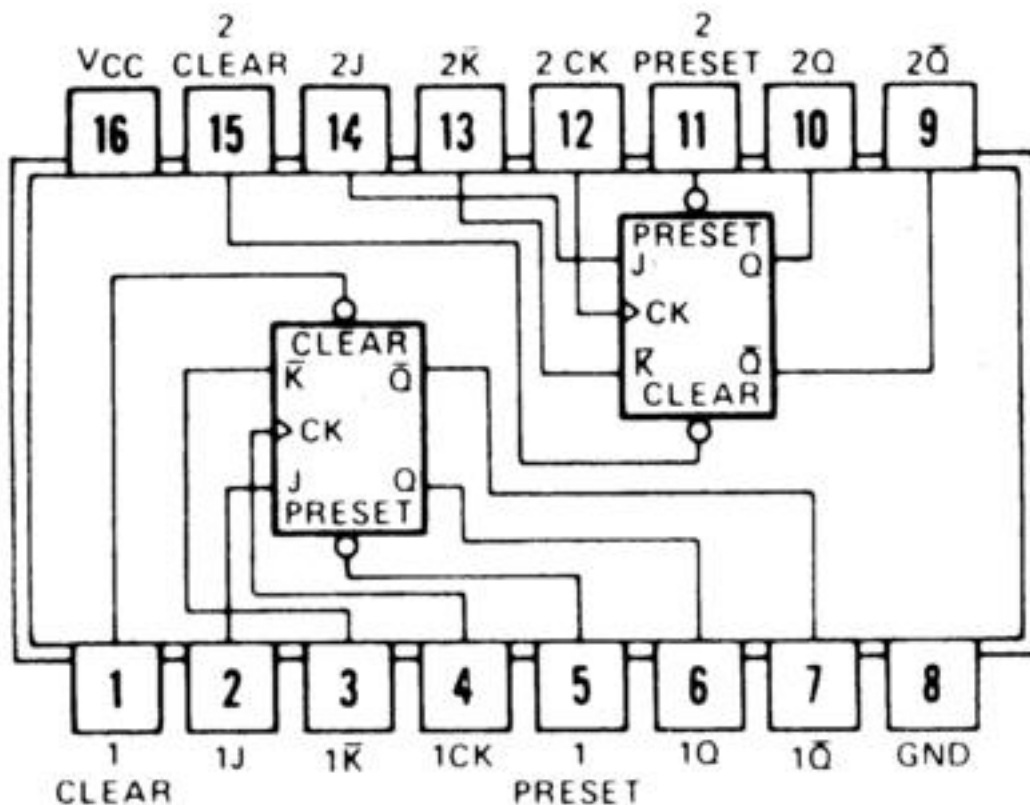 2 2
VCC CLEAR 2J 2K̄ 2 CK PRESET 2Q 2Q̄
16 15 14 13 12 11 10 9
PRESET
J Q
CK
K̄ Q̄
CLEAR
CLEAR
K̄ Q̄
CK
J Q
PRESET
1 2 3 4 5 6 7 8
1 1J 1K̄ 1CK 1 1Q 1Q̄ GND
CLEAR PRESET